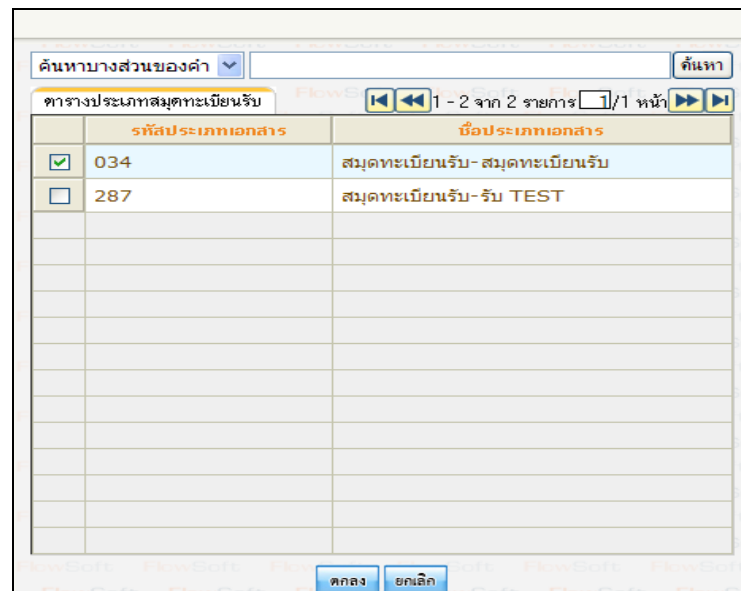 ค้นหาบางส่วนของคำ ค้นหา
ตารางประเภทสมุดทะเบียนรับ 1 - 2 จาก 2 รายการ 1/1 หน้า
รหัสประเภทเอกสาร ชื่อประเภทเอกสาร
034 สมุดทะเบียนรับ-สมุดทะเบียนรับ
287 สมุดทะเบียนรับ-รับ TEST
ตกลง ยกเลิก